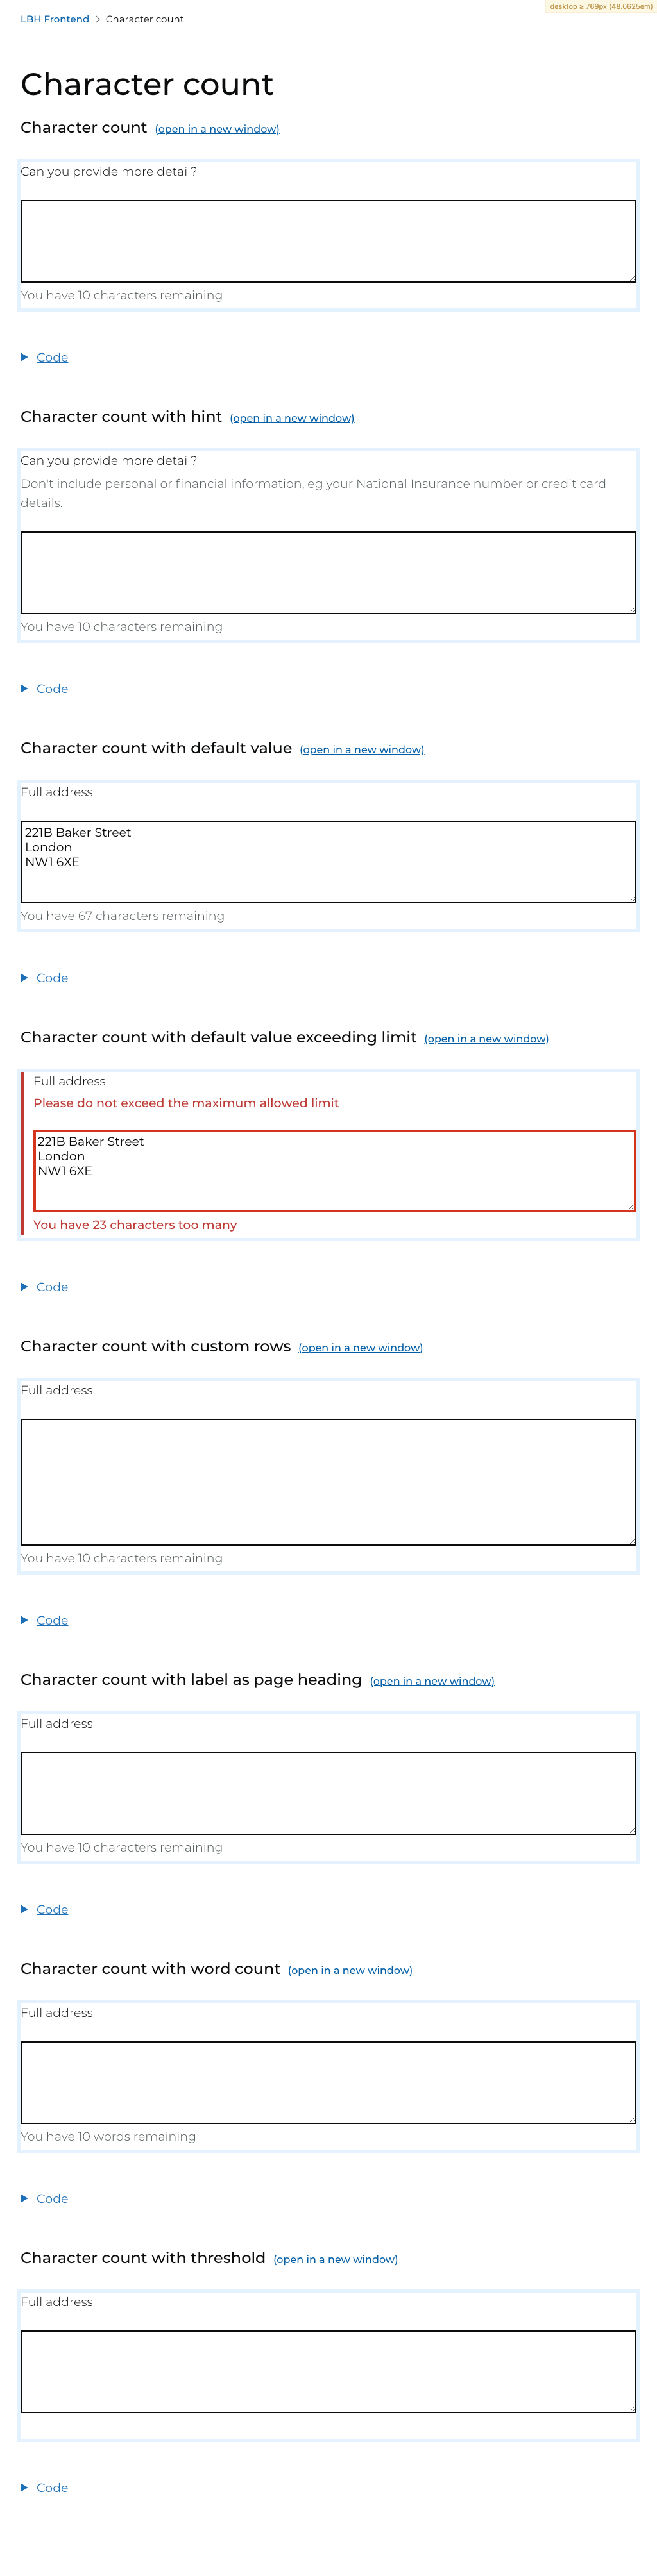 desktop ≥ 769px (48.0625em)
LBH Frontend > Character count
Character count
Character count (open in a new window)
Can you provide more detail?
You have 10 characters remaining
Code
Character count with hint (open in a new window)
Can you provide more detail?
Don't include personal or financial information, eg your National Insurance number or credit card
details.
You have 10 characters remaining
Code
Character count with default value (open in a new window)
Full address
221B Baker Street
London
NW1 6XE
You have 67 characters remaining
Code
Character count with default value exceeding limit (open in a new window)
Full address
Please do not exceed the maximum allowed limit
221B Baker Street
London
NW1 6XE
You have 23 characters too many
Code
Character count with custom rows (open in a new window)
Full address
You have 10 characters remaining
Code
Character count with label as page heading (open in a new window)
Full address
You have 10 characters remaining
Code
Character count with word count (open in a new window)
Full address
You have 10 words remaining
Code
Character count with threshold (open in a new window)
Full address
Code